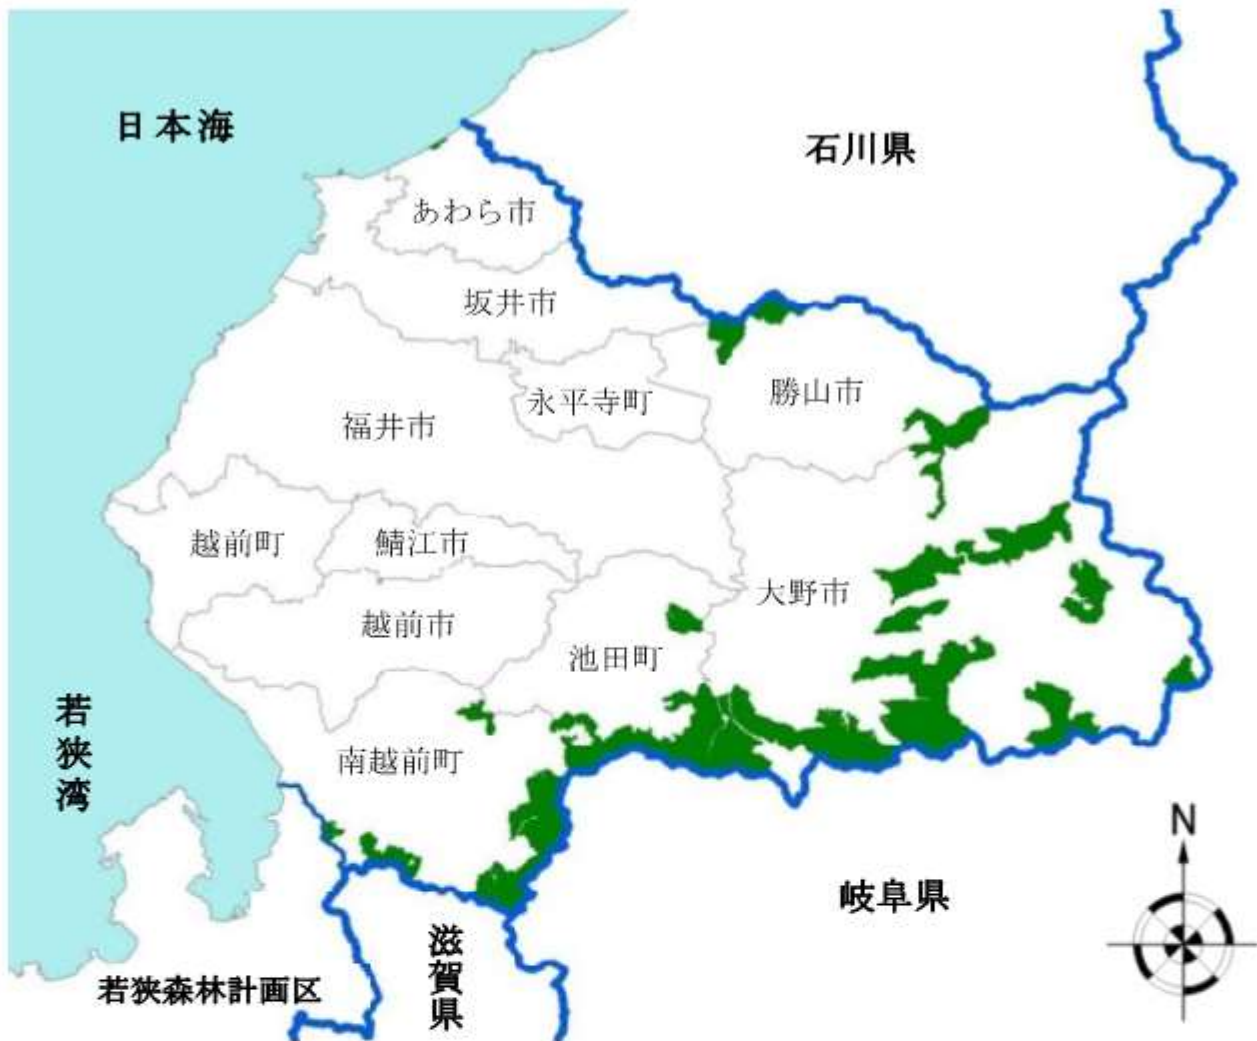 日本海
石川県
あわら市
坂井市
勝山市
永平寺町
福井市
越前町
鯖江市
大野市
越前市
池田町
若狭湾
南越前町
N
岐阜県
滋賀県
若狭森林計画区